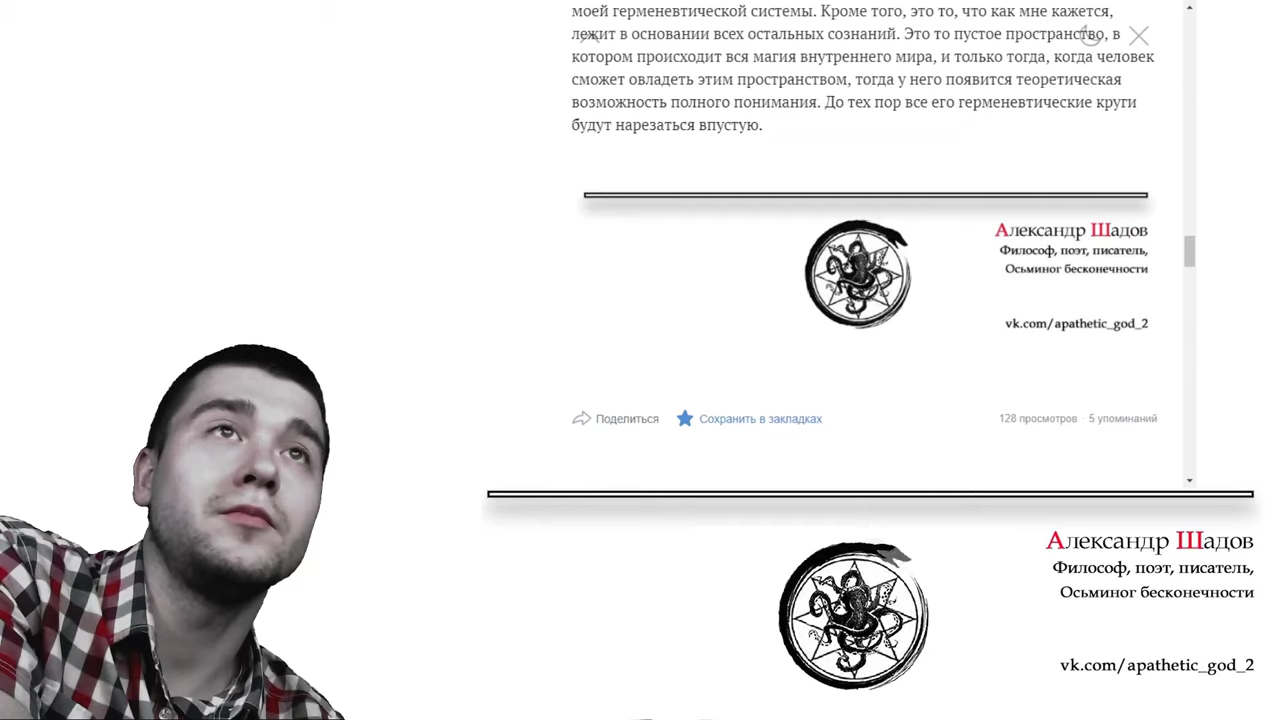 моей герменевтической системы. Кроме того, это то, что как мне кажется,
лежит в основании всех остальных сознаний. Это то пустое пространство, в
котором происходит вся магия внутреннего мира, и только тогда, когда человек
сможет овладеть этим пространством, тогда у него появится теоретическая
возможность полного понимания. До тех пор все его герменевтические круги
будут нарезаться впустую.
Александр Шадов
Философ, поэт, писатель,
Осьминог бесконечности
vk.com/apathetic_god_2
Поделиться
Сохранить в закладках
128 просмотров · 5 упоминаний
Александр Шадов
Философ, поэт, писатель,
Осьминог бесконечности
vk.com/apathetic_god_2